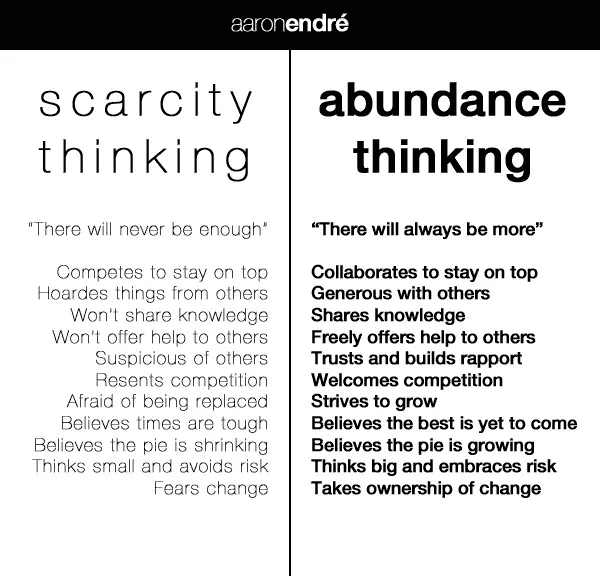 aaronendré
scarcity
thinking
"There will never be enough"
Competes to stay on top
Hoardes things from others
Won't share knowledge
Won't offer help to others
Suspicious of others
Resents competition
Afraid of being replaced
Believes times are tough
Believes the pie is shrinking
Thinks small and avoids risk
Fears change
abundance
thinking
“There will always be more”
Collaborates to stay on top
Generous with others
Shares knowledge
Freely offers help to others
Trusts and builds rapport
Welcomes competition
Strives to grow
Believes the best is yet to come
Believes the pie is growing
Thinks big and embraces risk
Takes ownership of change